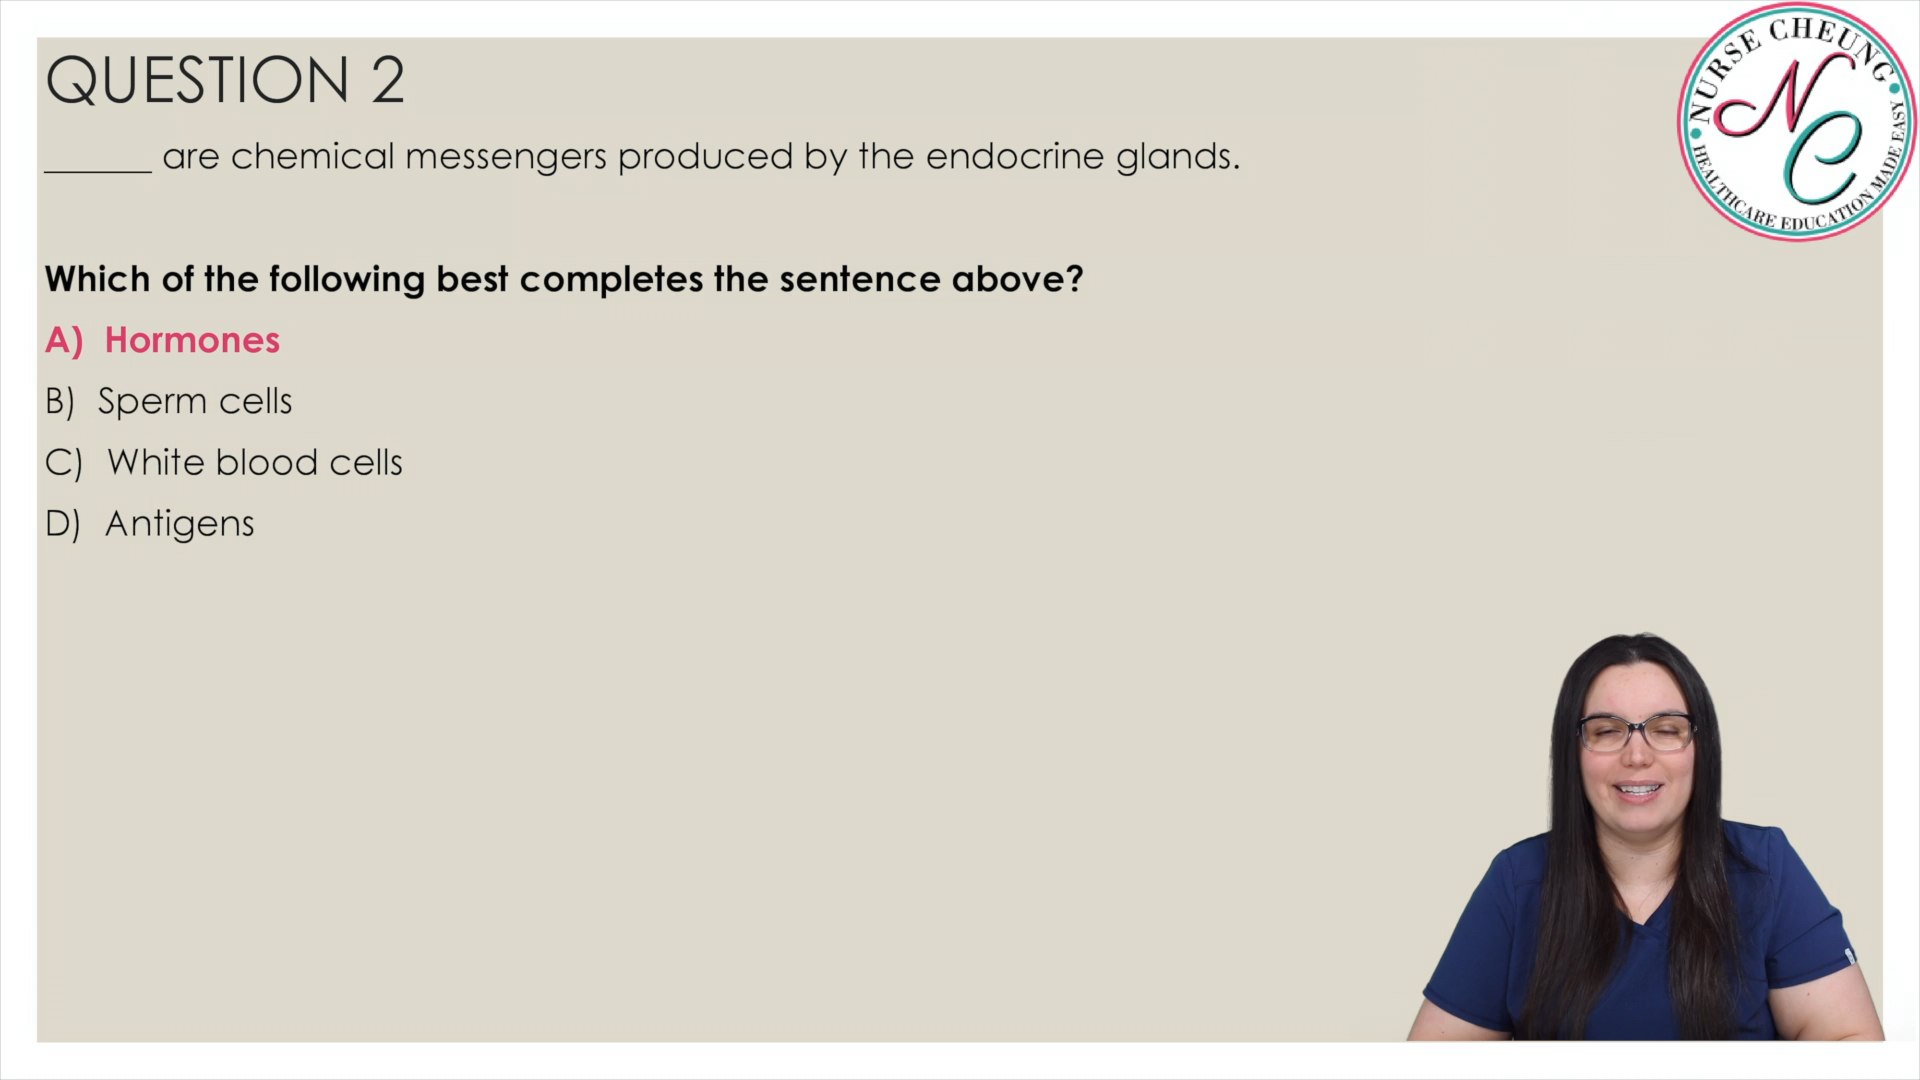 QUESTION 2
______ are chemical messengers produced by the endocrine glands.
Which of the following best completes the sentence above?
A) Hormones
B) Sperm cells
C) White blood cells
D) Antigens
NURSE CHEUNG
NC
HEALTHCARE EDUCATION MADE EASY